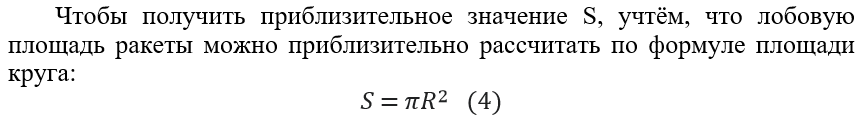 Чтобы получить приблизительное значение S, учтём, что лобовую
площадь ракеты можно приблизительно рассчитать по формуле площади
круга:
S = πR² (4)